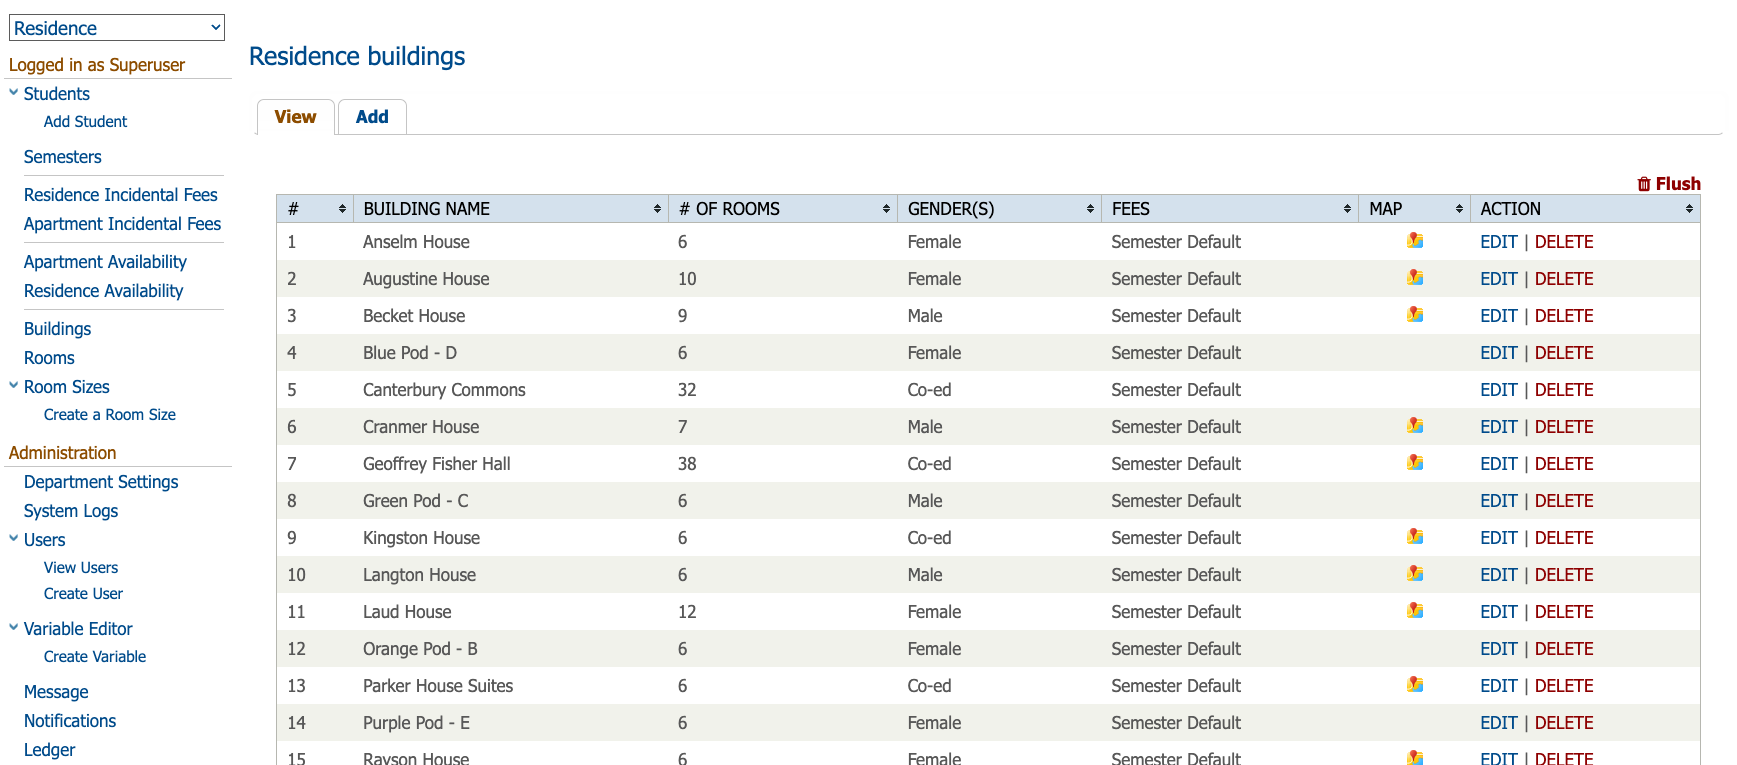 Residence
Logged in as Superuser
Students
Add Student
Semesters
Residence Incidental Fees
Apartment Incidental Fees
Apartment Availability
Residence Availability
Buildings
Rooms
Room Sizes
Create a Room Size
Administration
Department Settings
System Logs
Users
View Users
Create User
Variable Editor
Create Variable
Message
Notifications
Ledger
Residence buildings
View Add
Flush
# BUILDING NAME # OF ROOMS GENDER(S) FEES MAP ACTION
1 Anselm House 6 Female Semester Default EDIT | DELETE
2 Augustine House 10 Female Semester Default EDIT | DELETE
3 Becket House 9 Male Semester Default EDIT | DELETE
4 Blue Pod - D 6 Female Semester Default EDIT | DELETE
5 Canterbury Commons 32 Co-ed Semester Default EDIT | DELETE
6 Cranmer House 7 Male Semester Default EDIT | DELETE
7 Geoffrey Fisher Hall 38 Co-ed Semester Default EDIT | DELETE
8 Green Pod - C 6 Male Semester Default EDIT | DELETE
9 Kingston House 6 Co-ed Semester Default EDIT | DELETE
10 Langton House 6 Male Semester Default EDIT | DELETE
11 Laud House 12 Female Semester Default EDIT | DELETE
12 Orange Pod - B 6 Female Semester Default EDIT | DELETE
13 Parker House Suites 6 Co-ed Semester Default EDIT | DELETE
14 Purple Pod - E 6 Female Semester Default EDIT | DELETE
15 Rayson House 6 Female Semester Default EDIT | DELETE